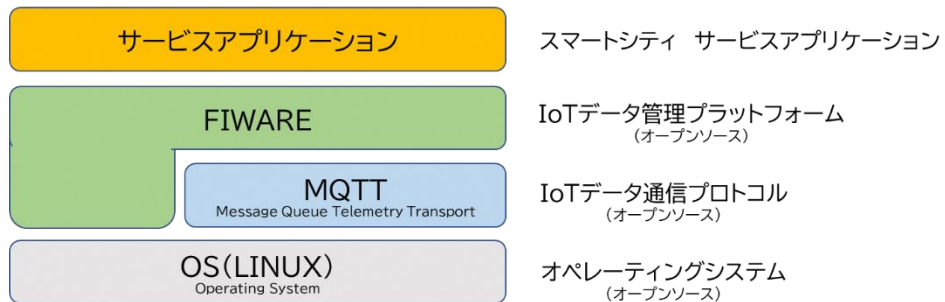 サービスアプリケーション
スマートシティ サービスアプリケーション
FIWARE
IoTデータ管理プラットフォーム
(オープンソース)
MQTT
Message Queue Telemetry Transport
IoTデータ通信プロトコル
(オープンソース)
OS(LINUX)
Operating System
オペレーティングシステム
(オープンソース)